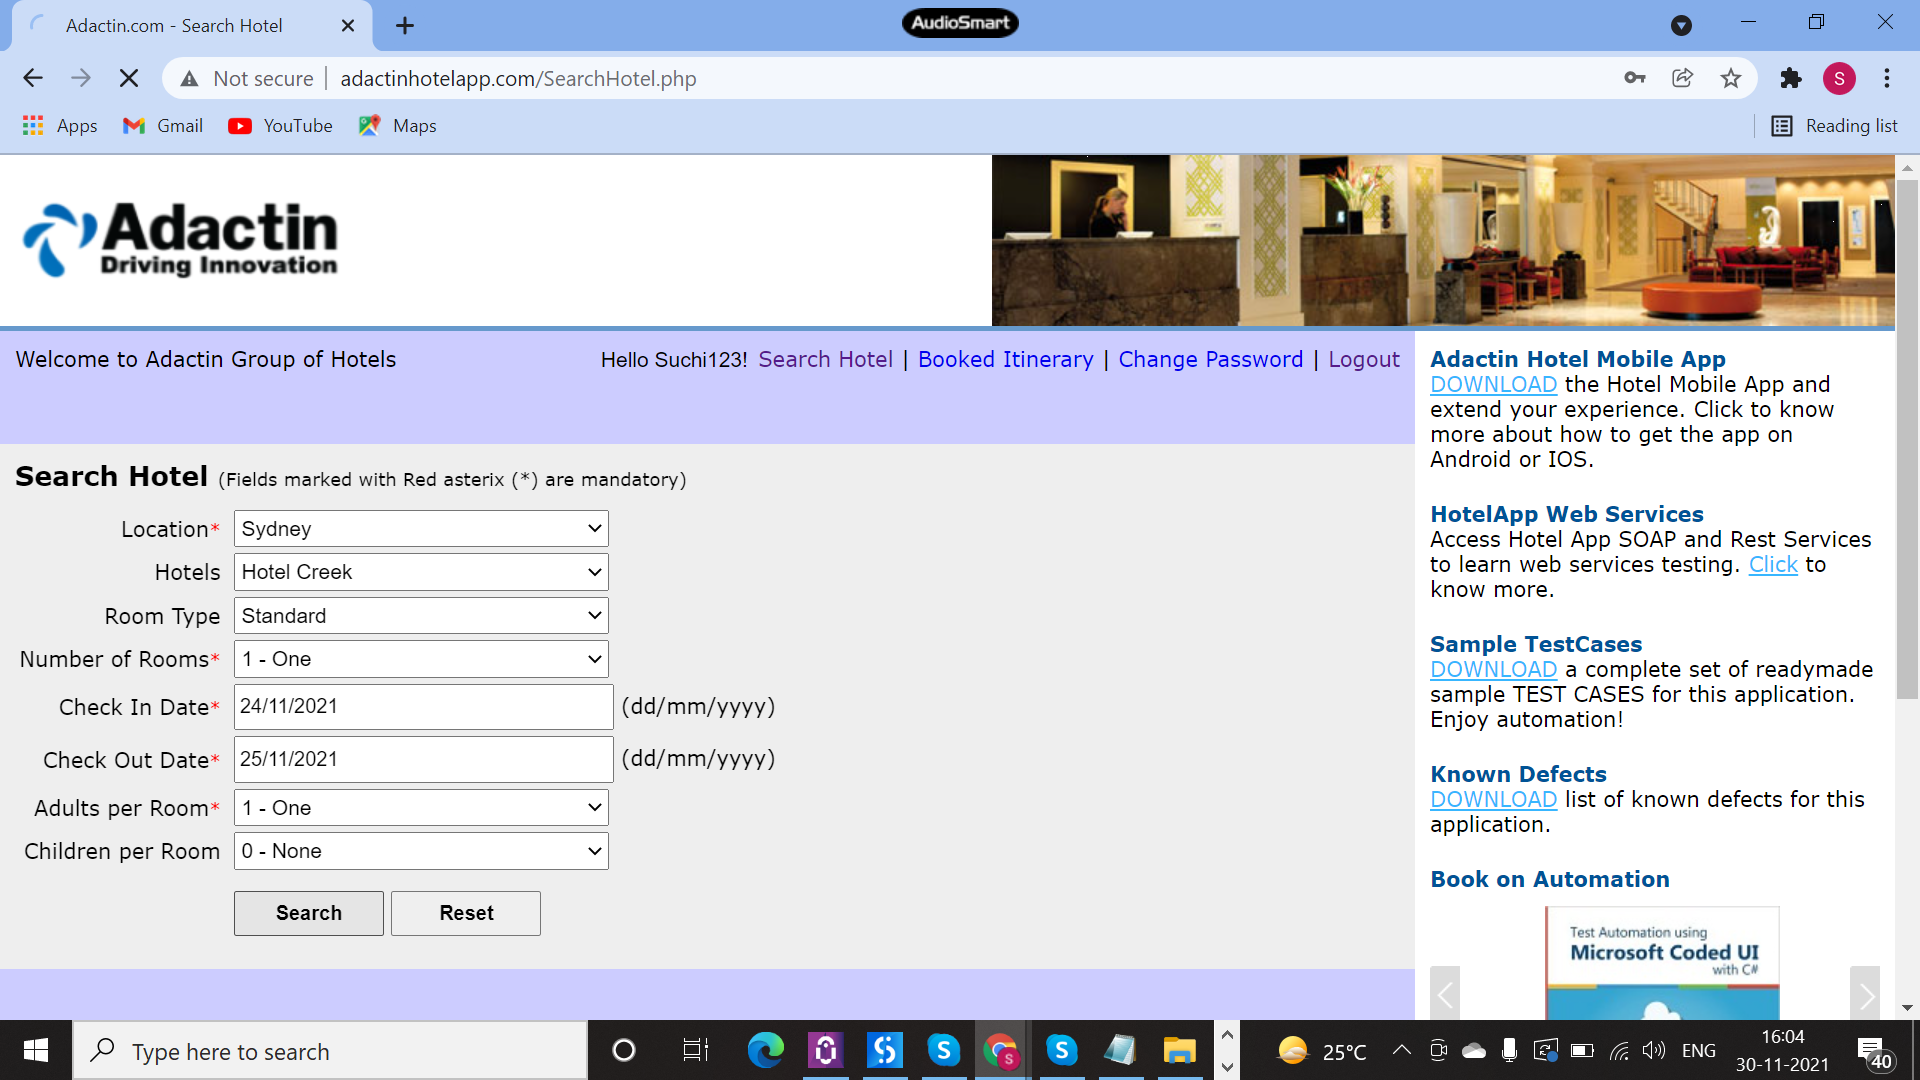 Adactin.com - Search Hotel
AudioSmart
Not secure
adactinhotelapp.com/SearchHotel.php
S
Apps
Gmail
YouTube
Maps
Reading list
Adactin
Driving Innovation
Welcome to Adactin Group of Hotels
Hello Suchi123! Search Hotel | Booked Itinerary | Change Password | Logout
Search Hotel (Fields marked with Red asterix (*) are mandatory)
Location* Sydney
Hotels Hotel Creek
Room Type Standard
Number of Rooms* 1 - One
Check In Date* 24/11/2021 (dd/mm/yyyy)
Check Out Date* 25/11/2021 (dd/mm/yyyy)
Adults per Room* 1 - One
Children per Room 0 - None
Search Reset
Adactin Hotel Mobile App
DOWNLOAD the Hotel Mobile App and
extend your experience. Click to know
more about how to get the app on
Android or IOS.
HotelApp Web Services
Access Hotel App SOAP and Rest Services
to learn web services testing. Click to
know more.
Sample TestCases
DOWNLOAD a complete set of readymade
sample TEST CASES for this application.
Enjoy automation!
Known Defects
DOWNLOAD list of known defects for this
application.
Book on Automation
Test Automation using
Microsoft Coded UI
with C#
Type here to search
S
25°C
ENG
16:04
30-11-2021
40